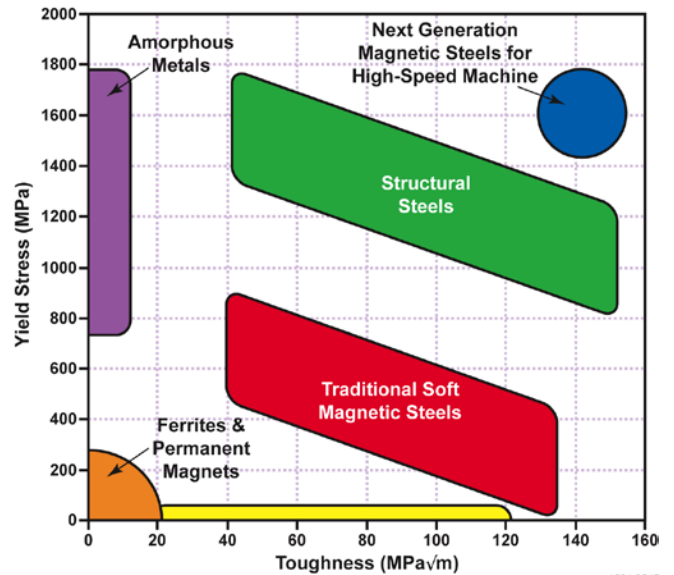 2000
1800
1600
1400
1200
1000
800
600
400
200
0
Yield Stress (MPa)
Amorphous
Metals
Next Generation
Magnetic Steels for
High-Speed Machine
Structural
Steels
Traditional Soft
Magnetic Steels
Ferrites &
Permanent
Magnets
0 20 40 60 80 100 120 140 160
Toughness (MPa√m)